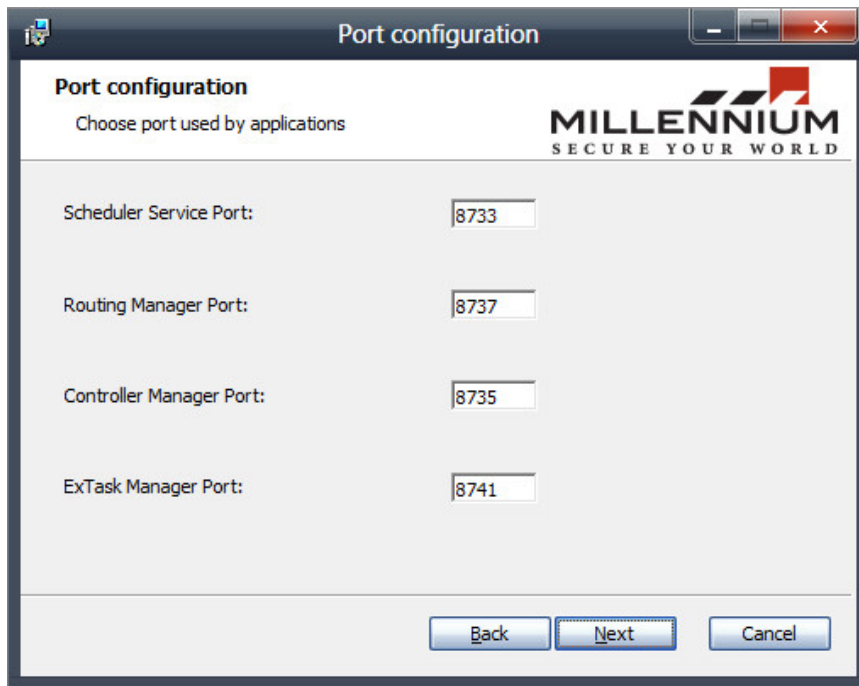 Port configuration
Port configuration
Choose port used by applications
MILLENNIUM
SECURE YOUR WORLD
Scheduler Service Port: 8733
Routing Manager Port: 8737
Controller Manager Port: 8735
ExTask Manager Port: 8741
Back Next Cancel